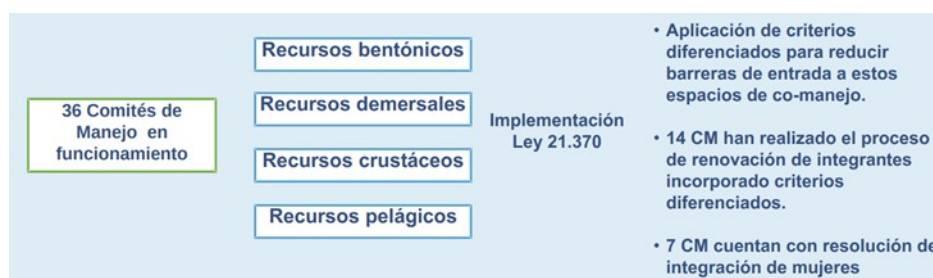 36 Comités de
Manejo en
funcionamiento
Recursos bentónicos
Recursos demersales
Recursos crustáceos
Recursos pelágicos
Implementación
Ley 21.370
• Aplicación de criterios
diferenciados para reducir
barreras de entrada a estos
espacios de co-manejo.
• 14 CM han realizado el proceso
de renovación de integrantes
incorporado criterios
diferenciados.
• 7 CM cuentan con resolución de
integración de mujeres